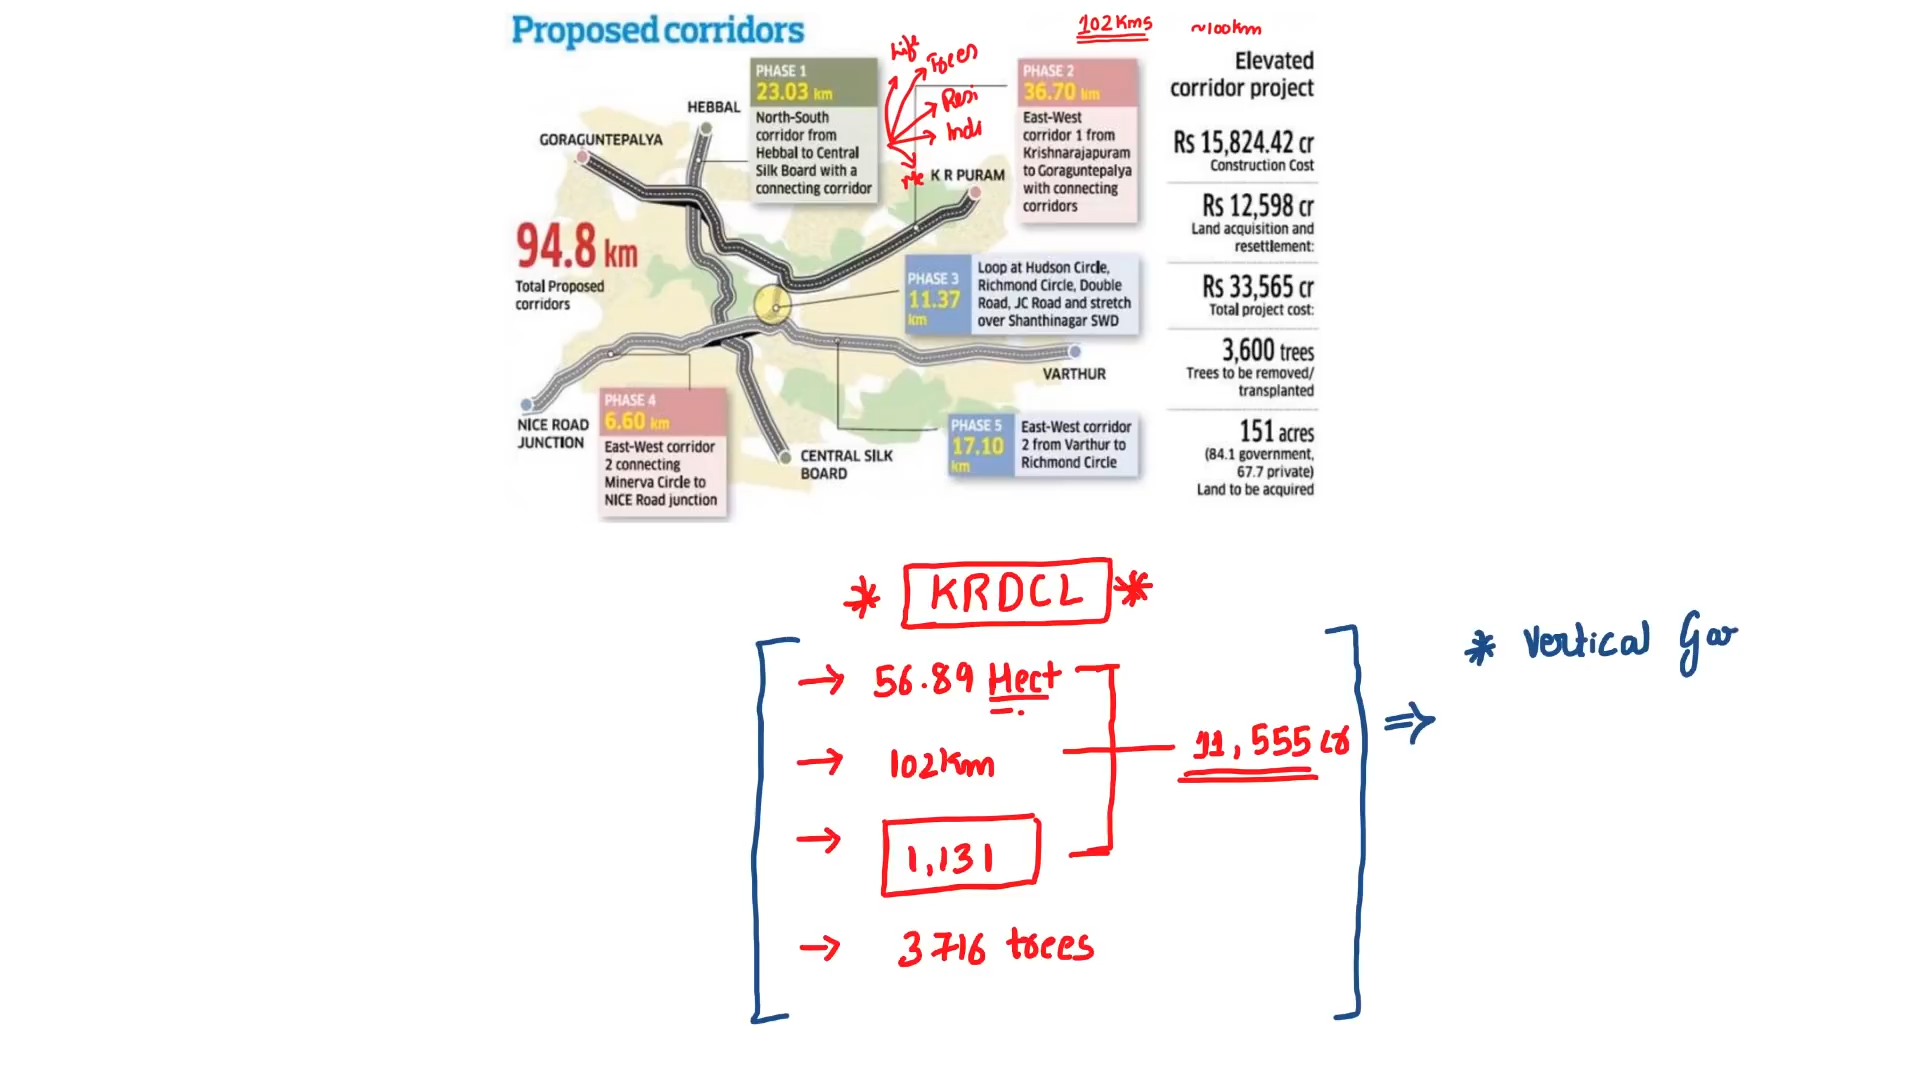 Proposed corridors
102 Kms
~100km
Life
Trees
Resi
Indi
PHASE 1
23.03 km
North-South
corridor from
Hebbal to Central
Silk Board with a
connecting corridor
PHASE 2
36.70 km
East-West
corridor 1 from
Krishnarajapuram
to Goraguntepalya
with connecting
corridors
HEBBAL
GORAGUNTEPALYA
K R PURAM
94.8 km
Total Proposed
corridors
PHASE 3
11.37
km
Loop at Hudson Circle,
Richmond Circle, Double
Road, JC Road and stretch
over Shanthinagar SWD
VARTHUR
NICE ROAD
JUNCTION
PHASE 4
6.60 km
East-West corridor
2 connecting
Minerva Circle to
NICE Road junction
CENTRAL SILK
BOARD
PHASE 5
17.10
km
East-West corridor
2 from Varthur to
Richmond Circle
Elevated
corridor project
Rs 15,824.42 cr
Construction Cost
Rs 12,598 cr
Land acquisition and
resettlement:
Rs 33,565 cr
Total project cost:
3,600 trees
Trees to be removed/
transplanted
151 acres
(84.1 government,
67.7 private)
Land to be acquired
* KRDCL *
→ 56.89 Hect
→ 102km
11,555 cr
→ 1,131
→ 3716 trees
⇒
* Vertical Gar